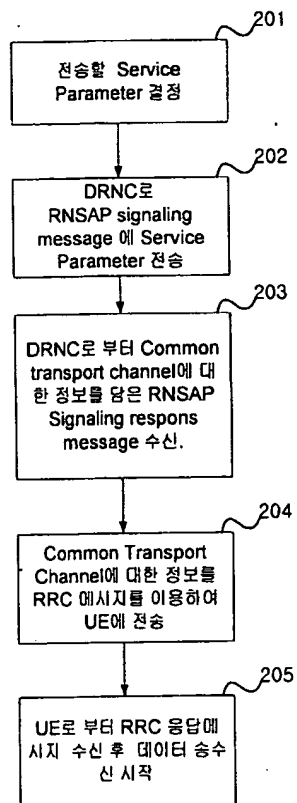 201
전송할 Service
Parameter 결정
202
DRNC로
RNSAP signaling
message 에 Service
Parameter 전송
203
DRNC로 부터 Common
transport channel에 대
한 정보를 담은 RNSAP
Signaling respons
message 수신.
204
Common Transport
Channel에 대한 정보를
RRC 메시지를 이용하여
UE에 전송
205
UE로 부터 RRC 응답메
시지 수신 후 데이터 송수
신 시작